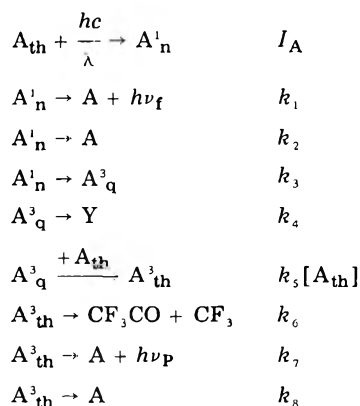 A_th + hc/λ → A¹_n I_A
A¹_n → A + hν_f k₁
A¹_n → A k₂
A¹_n → A³_q k₃
A³_q → Y k₄
A³_q + A_th → A³_th k₅[A_th]
A³_th → CF₃CO + CF₃ k₆
A³_th → A + hν_P k₇
A³_th → A k₈